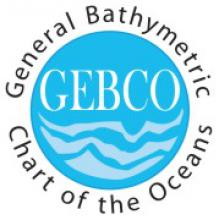 General Bathymetric
GEBCO
Chart of the Oceans